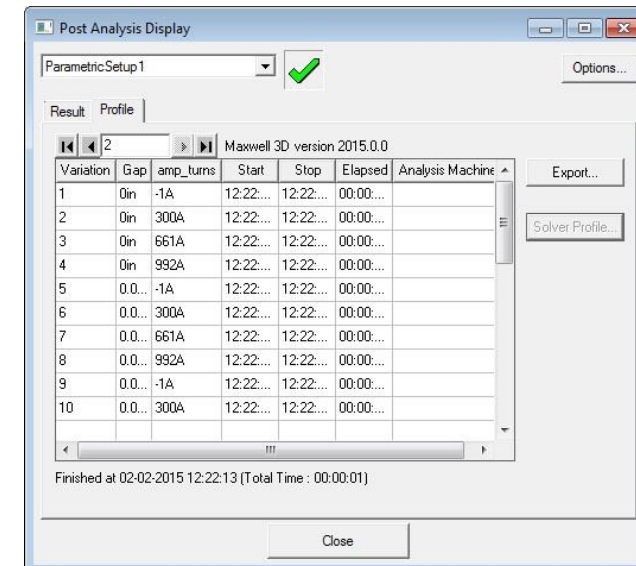 Post Analysis Display
ParametricSetup1
Options...
Result Profile
2 Maxwell 3D version 2015.0.0
Variation Gap amp_turns Start Stop Elapsed Analysis Machine
Export...
1 0in -1A 12:22:... 12:22:... 00:00:...
2 0in 300A 12:22:... 12:22:... 00:00:...
Solver Profile...
3 0in 661A 12:22:... 12:22:... 00:00:...
4 0in 992A 12:22:... 12:22:... 00:00:...
5 0.0... -1A 12:22:... 12:22:... 00:00:...
6 0.0... 300A 12:22:... 12:22:... 00:00:...
7 0.0... 661A 12:22:... 12:22:... 00:00:...
8 0.0... 992A 12:22:... 12:22:... 00:00:...
9 0.0... -1A 12:22:... 12:22:... 00:00:...
10 0.0... 300A 12:22:... 12:22:... 00:00:...
Finished at 02-02-2015 12:22:13 (Total Time : 00:00:01)
Close